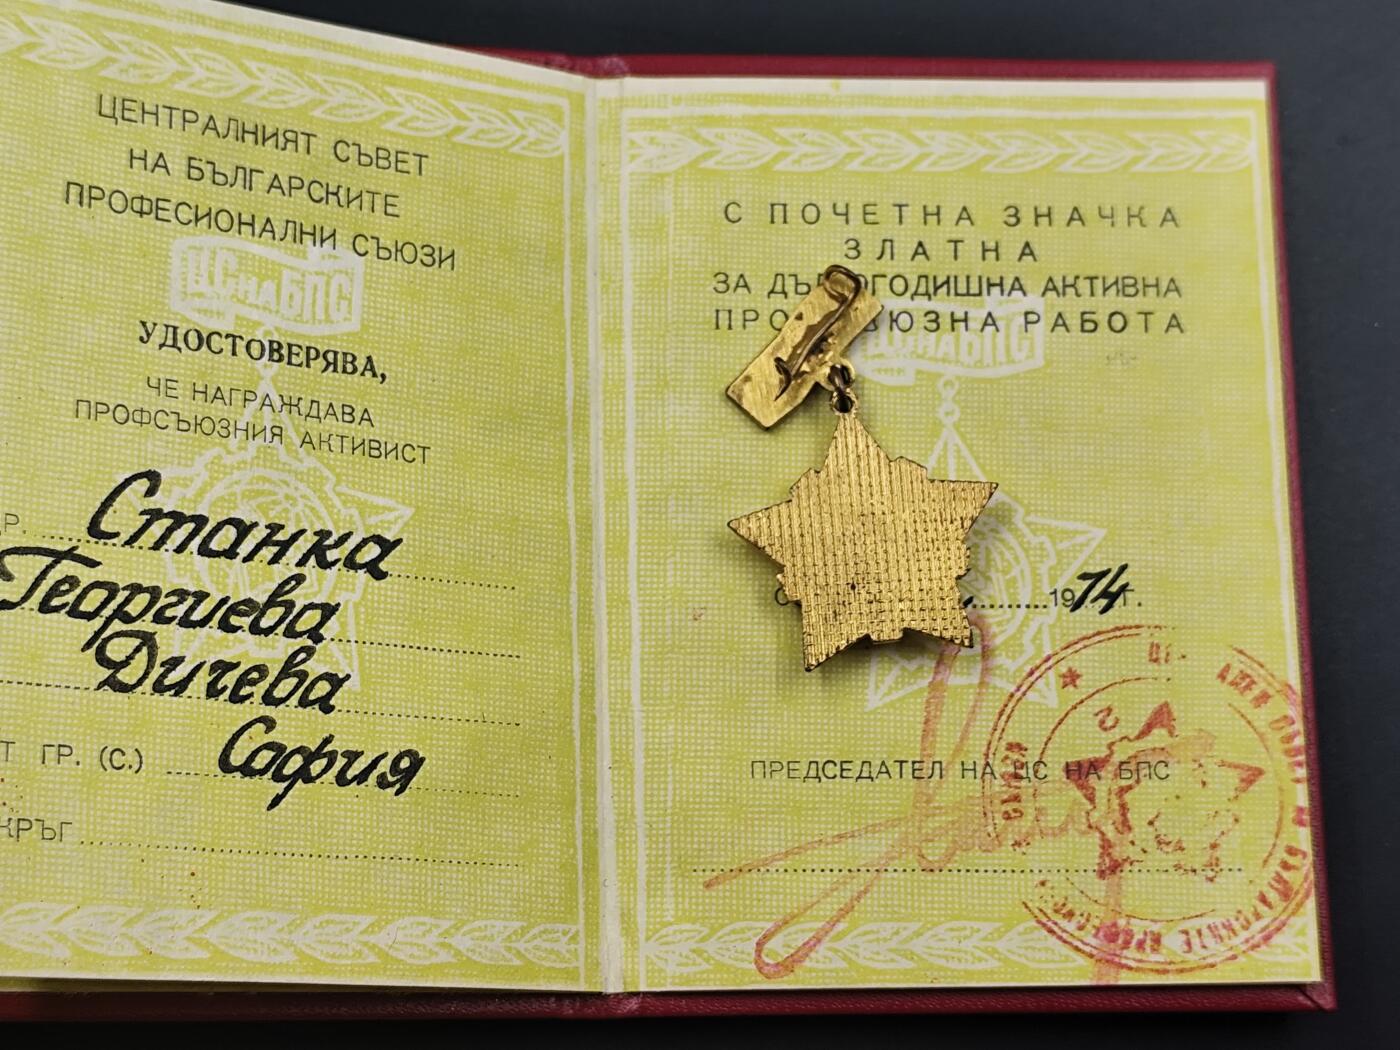 ЦЕНТРАЛНИЯТ СЪВЕТ
НА БЪЛГАРСКИТЕ
ПРОФЕСИОНАЛНИ СЪЮЗИ
ЦС НА БПС
УДОСТОВЕРЯВА,
ЧЕ НАГРАЖДАВА
ПРОФСЪЮЗНИЯ АКТИВИСТ
Станка
Георгиева
Дичева
ГР. (С.) София
С ПОЧЕТНА ЗНАЧКА
ЗЛАТНА
ЗА АКТИВНА
РАБОТА
1974 г.
ПРЕДСЕДАТЕЛ НА ЦС НА БПС